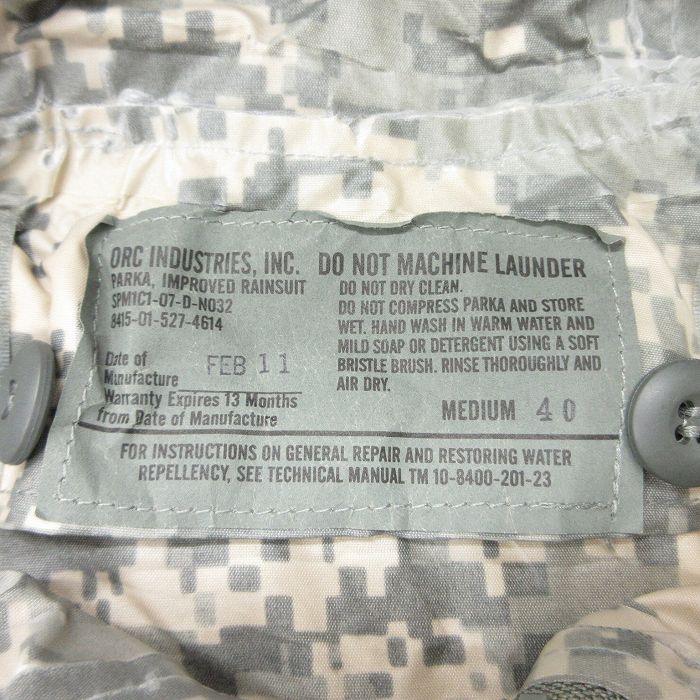 ORC INDUSTRIES, INC.
PARKA, IMPROVED RAINSUIT
SPM1C1-07-D-N032
8415-01-527-4614
Date of
Manufacture FEB 11
Warranty Expires 13 Months
from Date of Manufacture
DO NOT MACHINE LAUNDER
DO NOT DRY CLEAN.
DO NOT COMPRESS PARKA AND STORE
WET. HAND WASH IN WARM WATER AND
MILD SOAP OR DETERGENT USING A SOFT
BRISTLE BRUSH. RINSE THOROUGHLY AND
AIR DRY.
MEDIUM 40
FOR INSTRUCTIONS ON GENERAL REPAIR AND RESTORING WATER
REPELLENCY, SEE TECHNICAL MANUAL TM 10-8400-201-23